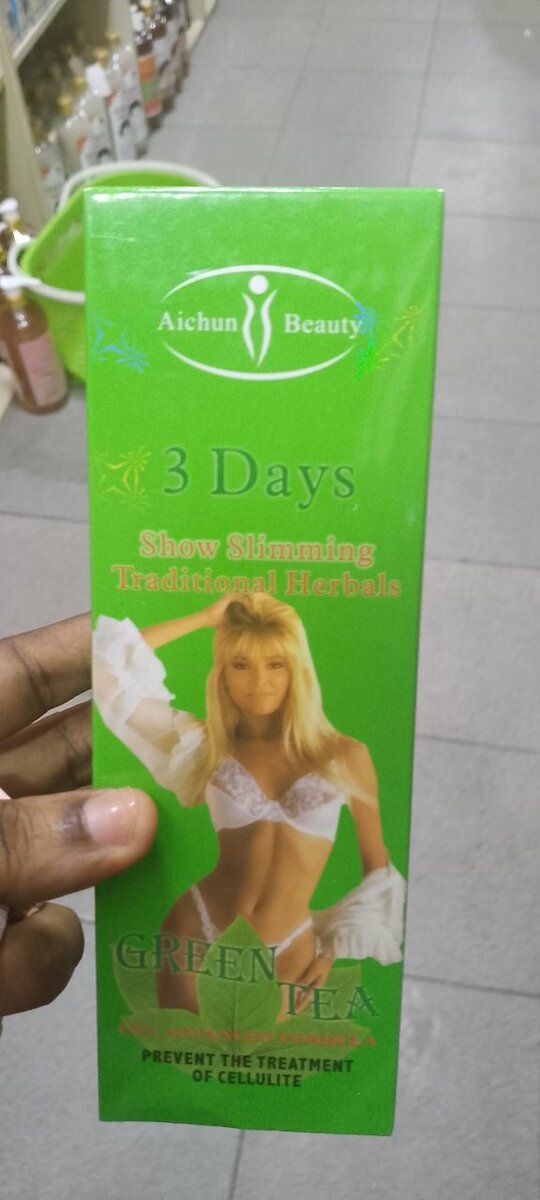 Aichun Beauty
3 Days
Show Slimming
Traditional Herbals
GREEN
TEA
PREVENT THE TREATMENT
OF CELLULITE